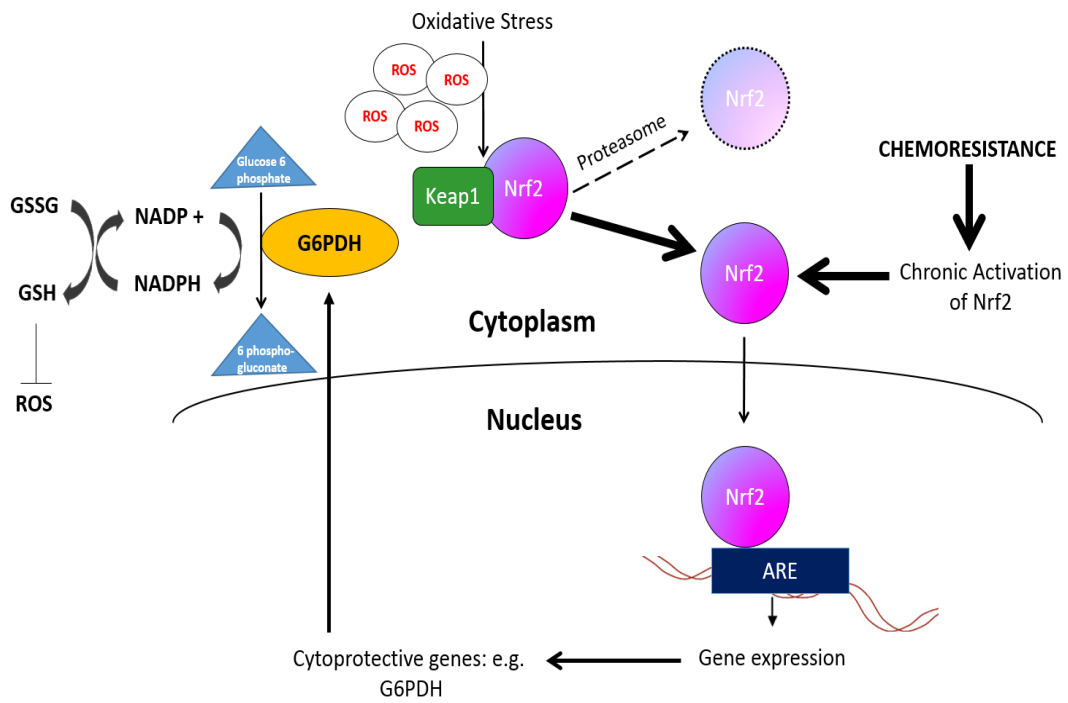 Oxidative Stress
ROS
ROS
ROS
ROS
Nrf2
Proteasome
CHEMORESISTANCE
Glucose 6
phosphate
Keap1
Nrf2
GSSG
NADP +
G6PDH
Nrf2
Chronic Activation
of Nrf2
GSH
NADPH
Cytoplasm
6 phospho-
gluconate
ROS
Nucleus
Nrf2
ARE
Cytoprotective genes: e.g.
G6PDH
Gene expression